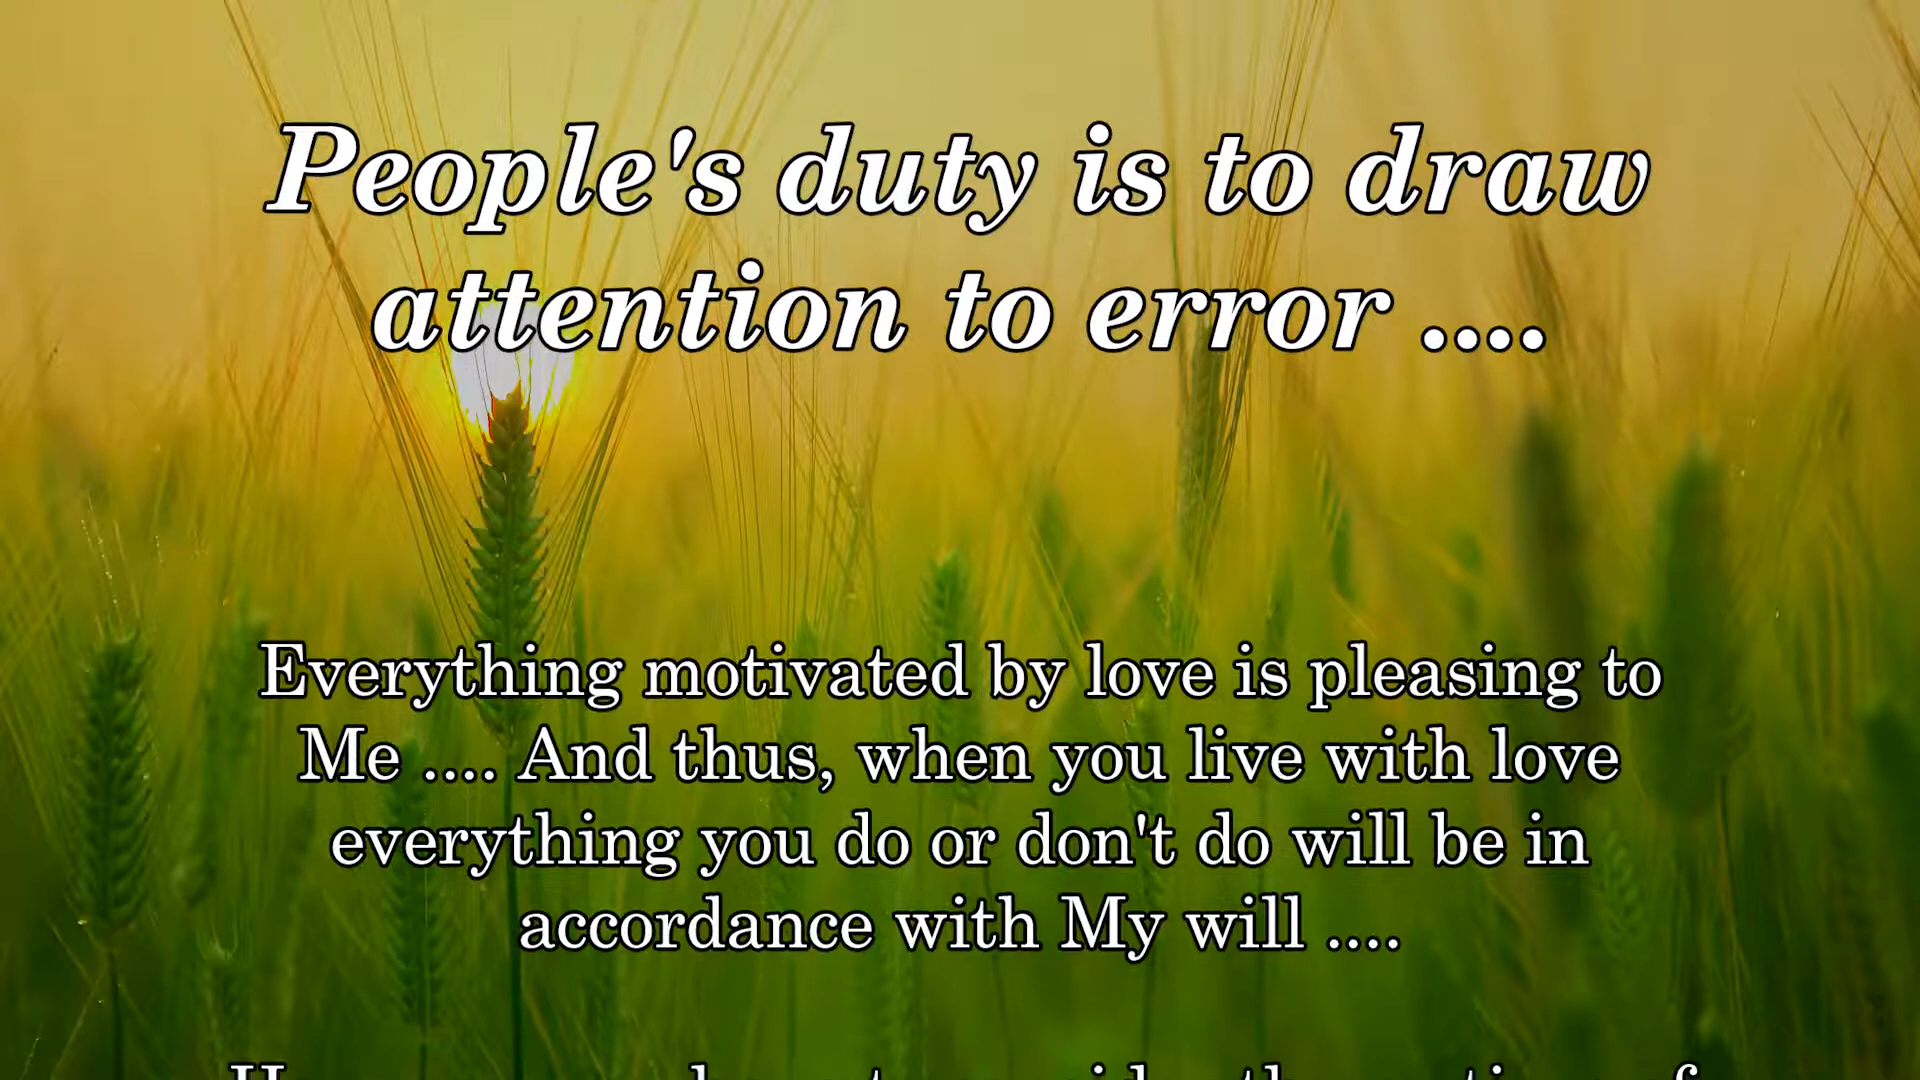 People's duty is to draw
attention to error ....
Everything motivated by love is pleasing to
Me .... And thus, when you live with love
everything you do or don't do will be in
accordance with My will ....